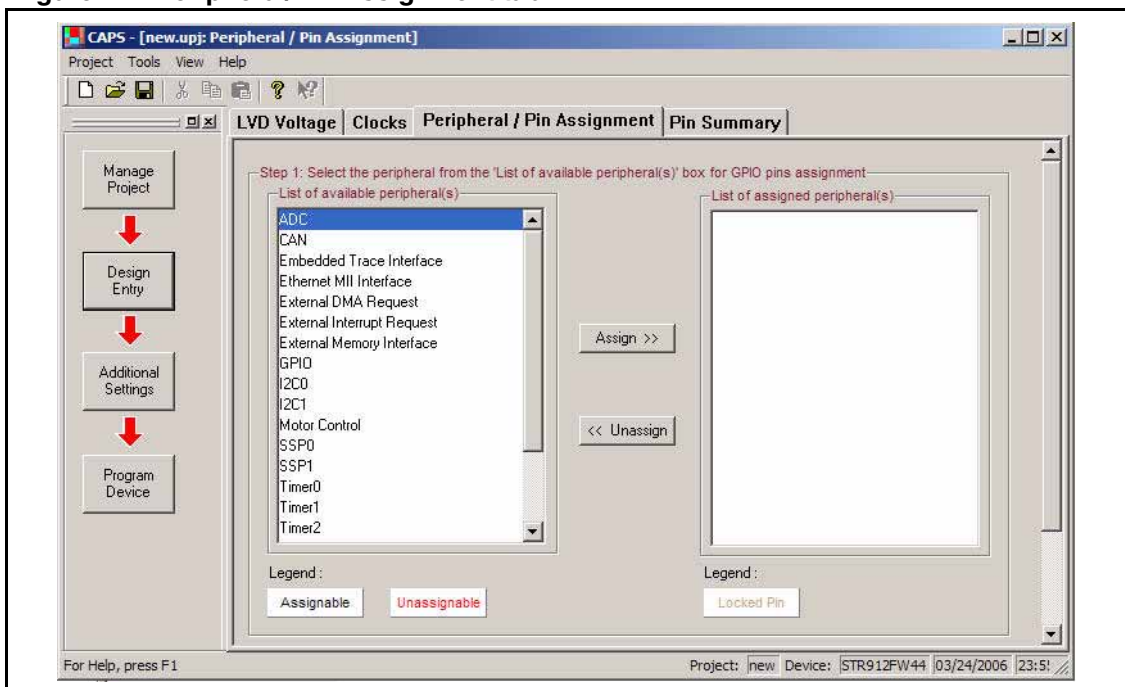 CAPS - [new.upj: Peripheral / Pin Assignment]
Project Tools View Help
LVD Voltage Clocks Peripheral / Pin Assignment Pin Summary
Manage
Project
Design
Entry
Additional
Settings
Program
Device
Step 1: Select the peripheral from the 'List of available peripheral(s)' box for GPIO pins assignment
List of available peripheral(s)
ADC
CAN
Embedded Trace Interface
Ethernet MII Interface
External DMA Request
External Interrupt Request
External Memory Interface
GPIO
I2C0
I2C1
Motor Control
SSP0
SSP1
Timer0
Timer1
Timer2
Assign >>
<< Unassign
List of assigned peripheral(s)
Legend :
Assignable Unassignable
Legend :
Locked Pin
For Help, press F1
Project: new Device: STR912FW44 03/24/2006